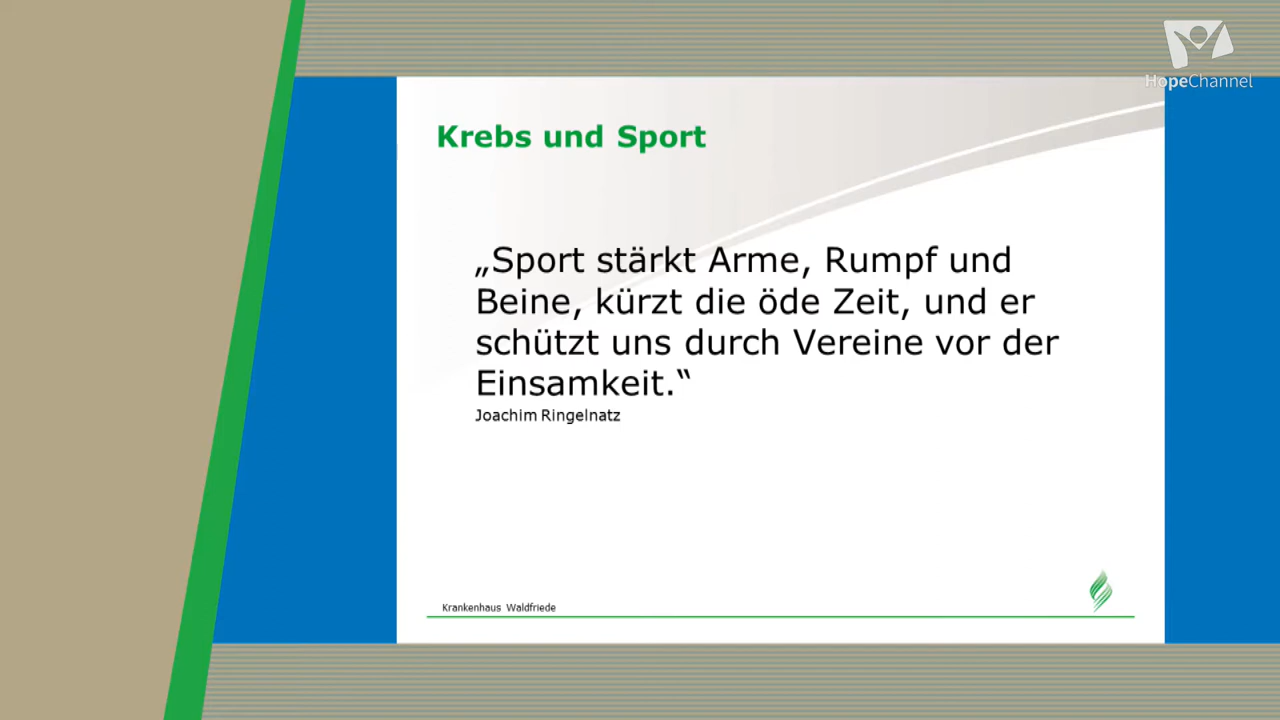 HopeChannel
Krebs und Sport
„Sport stärkt Arme, Rumpf und
Beine, kürzt die öde Zeit, und er
schützt uns durch Vereine vor der
Einsamkeit.“
Joachim Ringelnatz
Krankenhaus Waldfriede